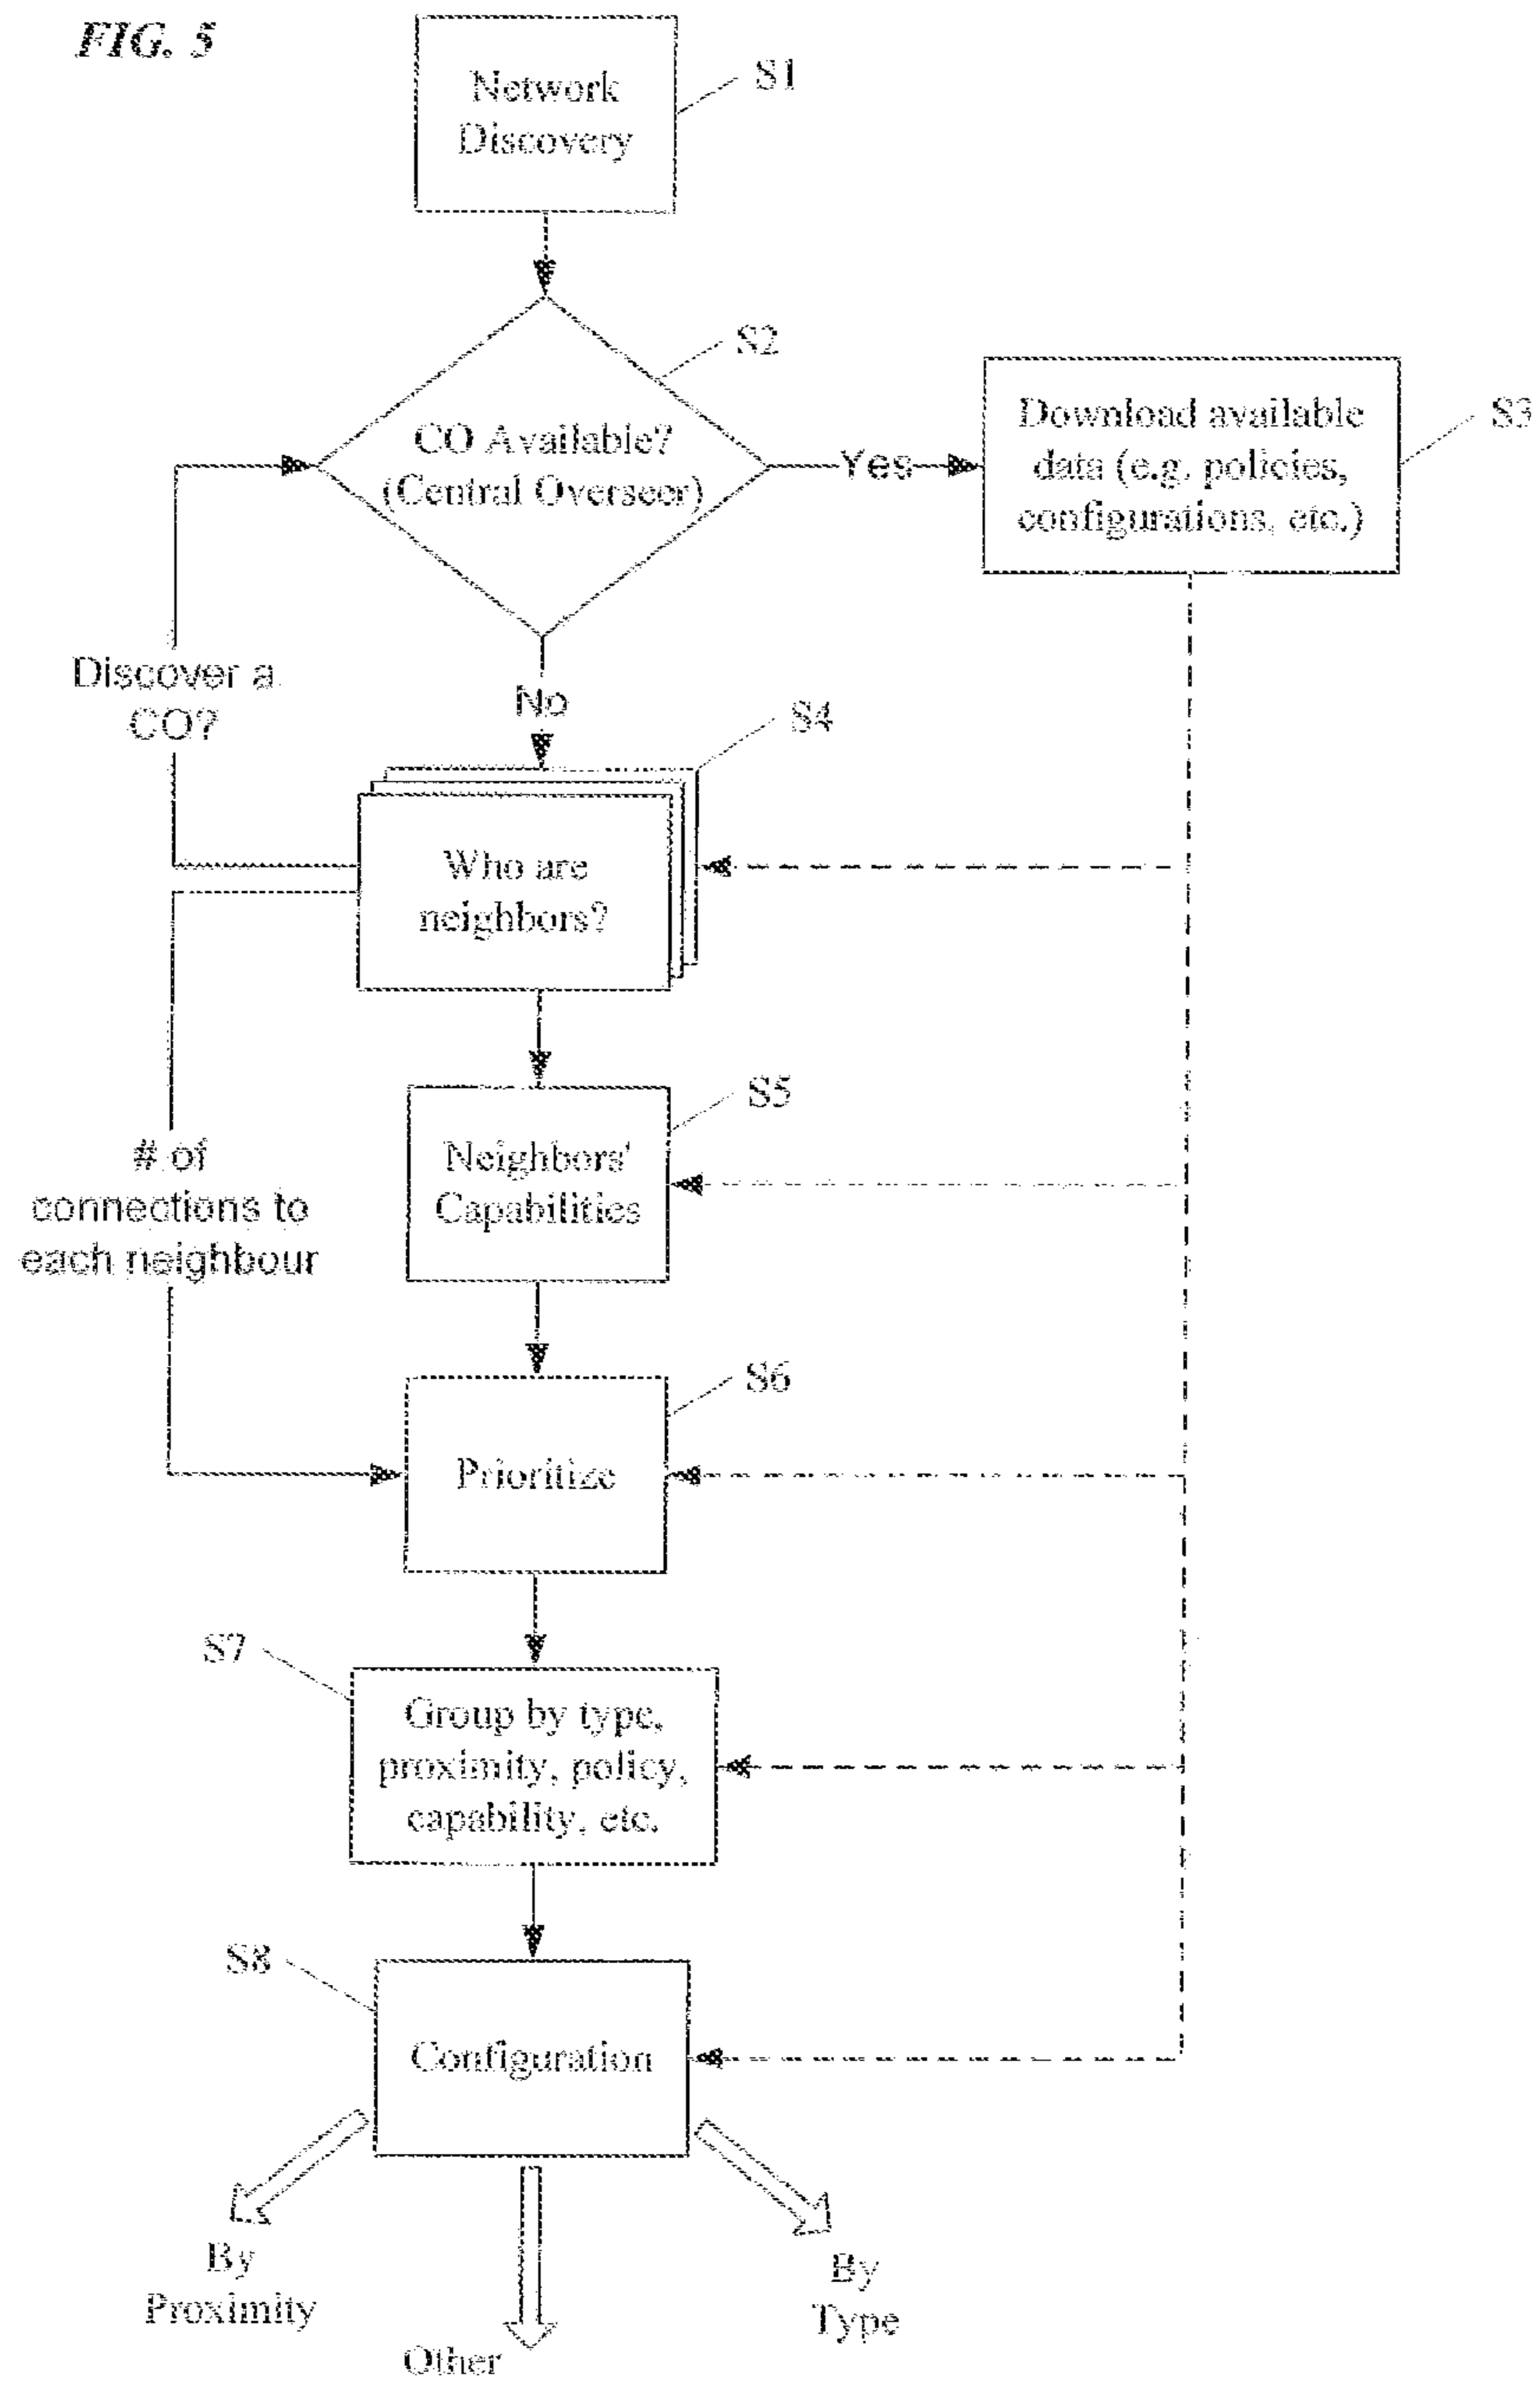 FIG. 5
Network
Discovery
S1
S2
CO Available?
(Central Overseer)
Yes
Download available
data (e.g. policies,
configurations, etc.)
S3
Discover a
CO?
No
S4
Who are
neighbors?
S5
Neighbors'
Capabilities
# of
connections to
each neighbour
S6
Prioritize
S7
Group by type,
proximity, policy,
capability, etc.
S8
Configuration
By
Proximity
Other
By
Type